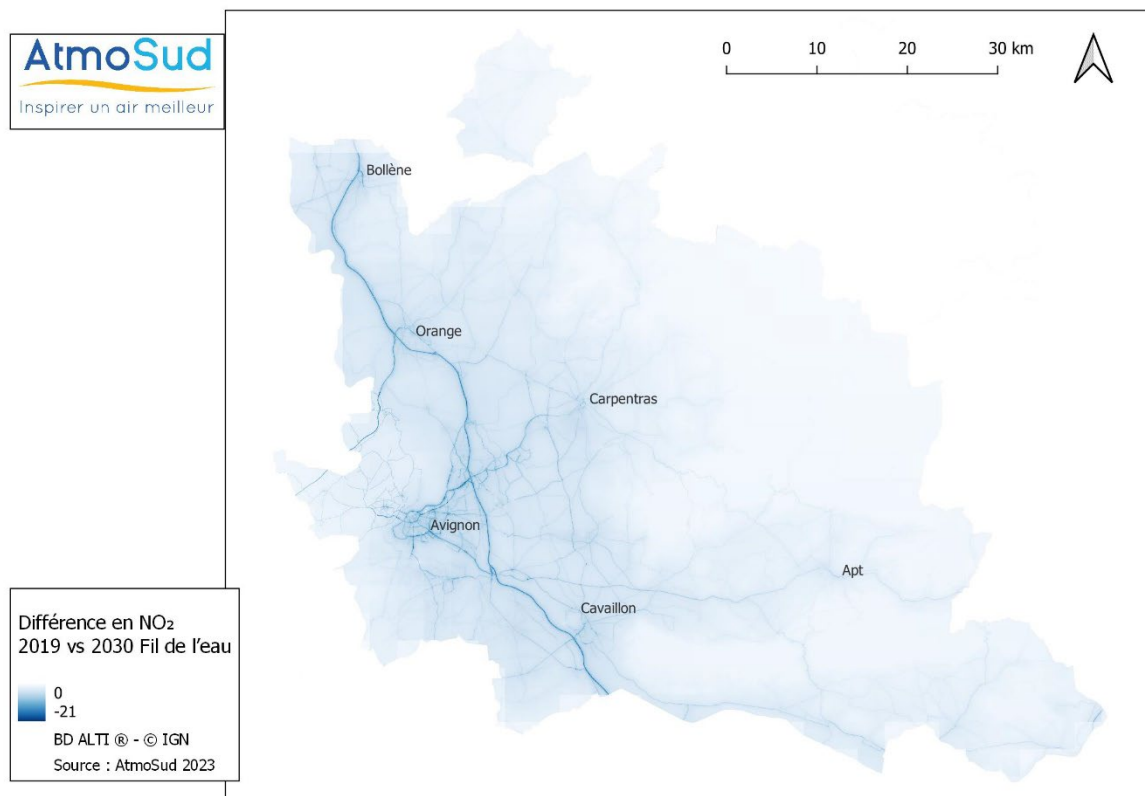 AtmoSud
Inspirer un air meilleur
0 10 20 30 km
Bollène
Orange
Carpentras
Avignon
Apt
Cavaillon
Différence en NO₂
2019 vs 2030 Fil de l'eau
0
-21
BD ALTI ® - © IGN
Source : AtmoSud 2023